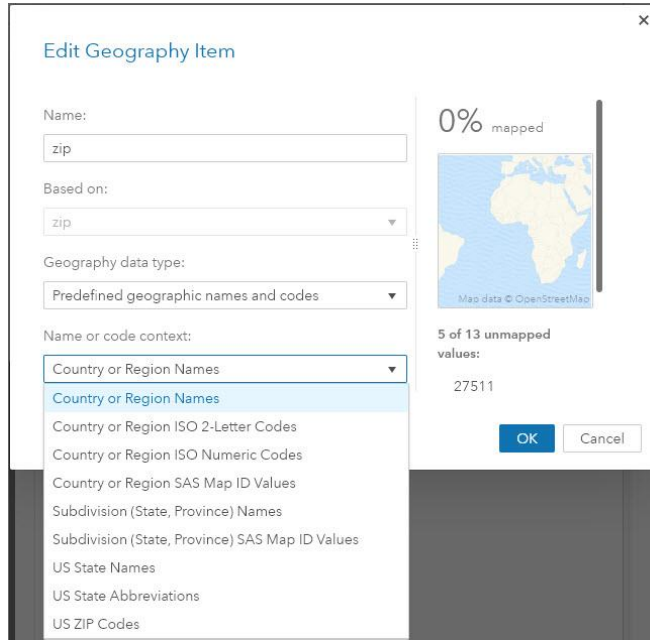 Edit Geography Item
Name:
zip
Based on:
zip
Geography data type:
Predefined geographic names and codes
Name or code context:
Country or Region Names
Country or Region Names
Country or Region ISO 2-Letter Codes
Country or Region ISO Numeric Codes
Country or Region SAS Map ID Values
Subdivision (State, Province) Names
Subdivision (State, Province) SAS Map ID Values
US State Names
US State Abbreviations
US ZIP Codes
0% mapped
Map data © OpenStreetMap
5 of 13 unmapped
values:
27511
OK
Cancel